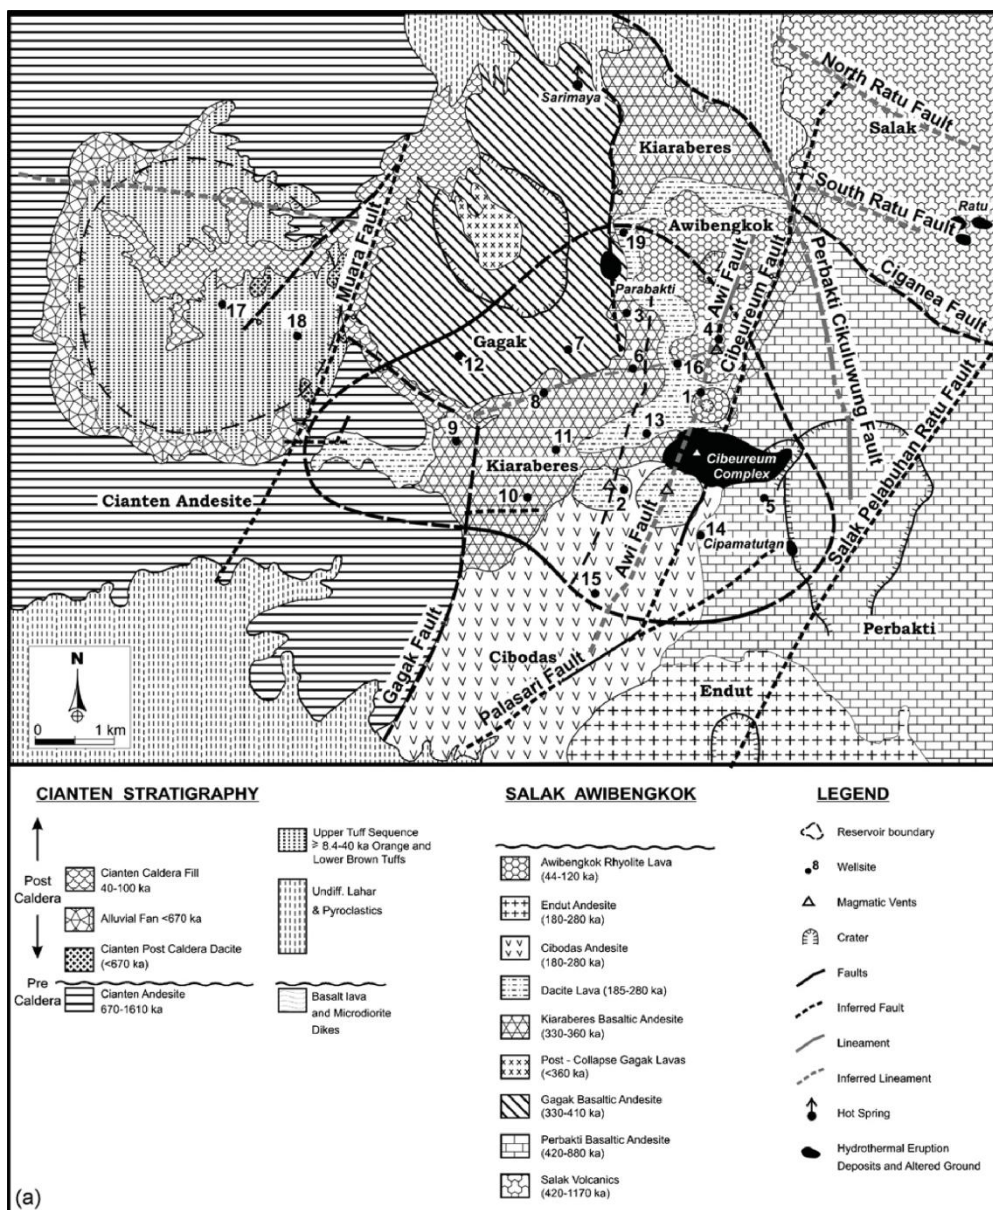 North Ratu Fault
Sarimaya
Salak
Kiaraberes
South Ratu Fault
Ratu
Muara Fault
Awibengkok
19
Awi Fault
Cibeureum Fault
Perbakti Cikuluwung Fault
Ciganea Fault
Parabakti
17
18
3
4
Gagak
7
12
6
16
8
1
Salak Pelabuhan Ratu Fault
9
13
11
Cibeureum
Complex
Kiaraberes
Cianten Andesite
10
2
5
14
Cipamatutan
Awi Fault
15
Perbakti
Gagak Fault
Cibodas
Palasari Fault
Endut
N
0 1 km
CIANTEN STRATIGRAPHY
Post
Caldera
Pre
Caldera
Cianten Caldera Fill
40-100 ka
Alluvial Fan <670 ka
Cianten Post Caldera Dacite
(<670 ka)
Cianten Andesite
670-1610 ka
Upper Tuff Sequence
≥ 8.4-40 ka Orange and
Lower Brown Tuffs
Undiff. Lahar
& Pyroclastics
Basalt lava
and Microdiorite
Dikes
SALAK AWIBENGKOK
Awibengkok Rhyolite Lava
(44-120 ka)
Endut Andesite
(180-280 ka)
Cibodas Andesite
(180-280 ka)
Dacite Lava (185-280 ka)
Kiaraberes Basaltic Andesite
(330-360 ka)
Post - Collapse Gagak Lavas
(<360 ka)
Gagak Basaltic Andesite
(330-410 ka)
Perbakti Basaltic Andesite
(420-880 ka)
Salak Volcanics
(420-1170 ka)
LEGEND
Reservoir boundary
8
Wellsite
Magmatic Vents
Crater
Faults
Inferred Fault
Lineament
Inferred Lineament
Hot Spring
Hydrothermal Eruption
Deposits and Altered Ground
(a)